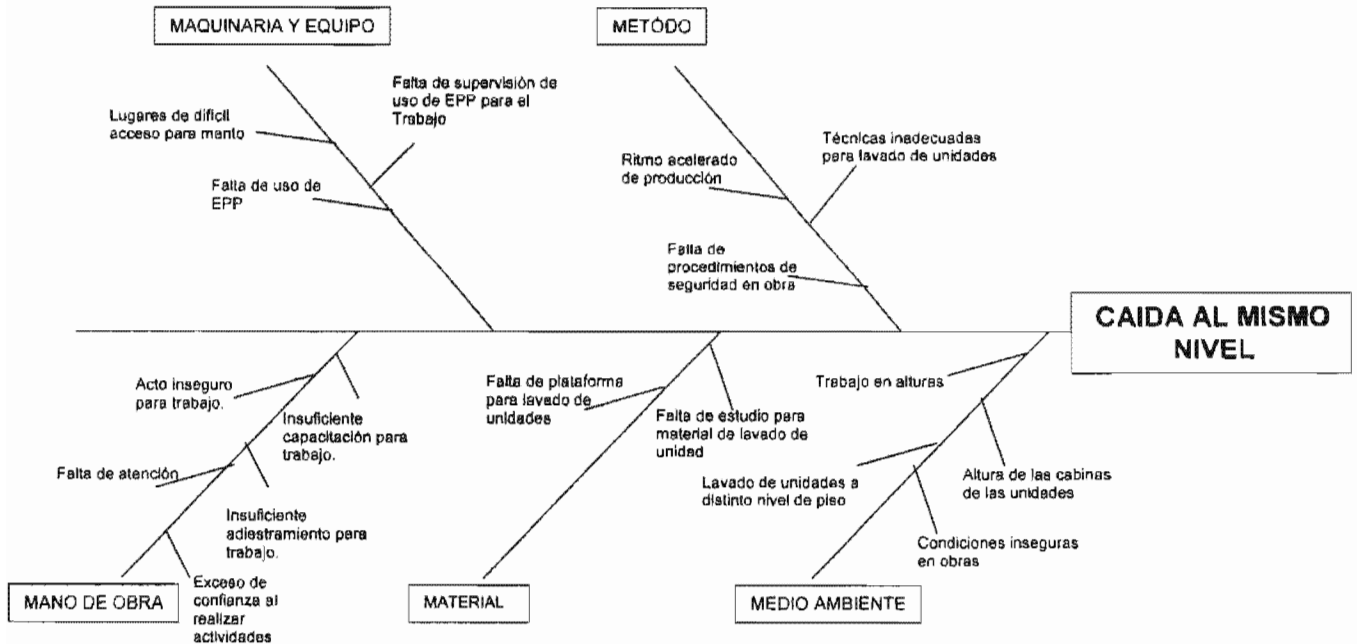 MAQUINARIA Y EQUIPO
METÓDO
Falta de supervisión de
uso de EPP para el
Trabajo
Lugares de difícil
acceso para manto
Falta de uso de
EPP
Técnicas inadecuadas
para lavado de unidades
Ritmo acelerado
de producción
Falta de
procedimientos de
seguridad en obra
CAIDA AL MISMO
NIVEL
Acto inseguro
para trabajo.
Insuficiente
capacitación para
trabajo.
Falta de atención
Insuficiente
adiestramiento para
trabajo.
Exceso de
confianza al
realizar
actividades
MANO DE OBRA
Falta de plataforma
para lavado de
unidades
Falta de estudio para
material de lavado de
unidad
MATERIAL
Trabajo en alturas
Lavado de unidades a
distinto nivel de piso
Altura de las cabinas
de las unidades
Condiciones inseguras
en obras
MEDIO AMBIENTE